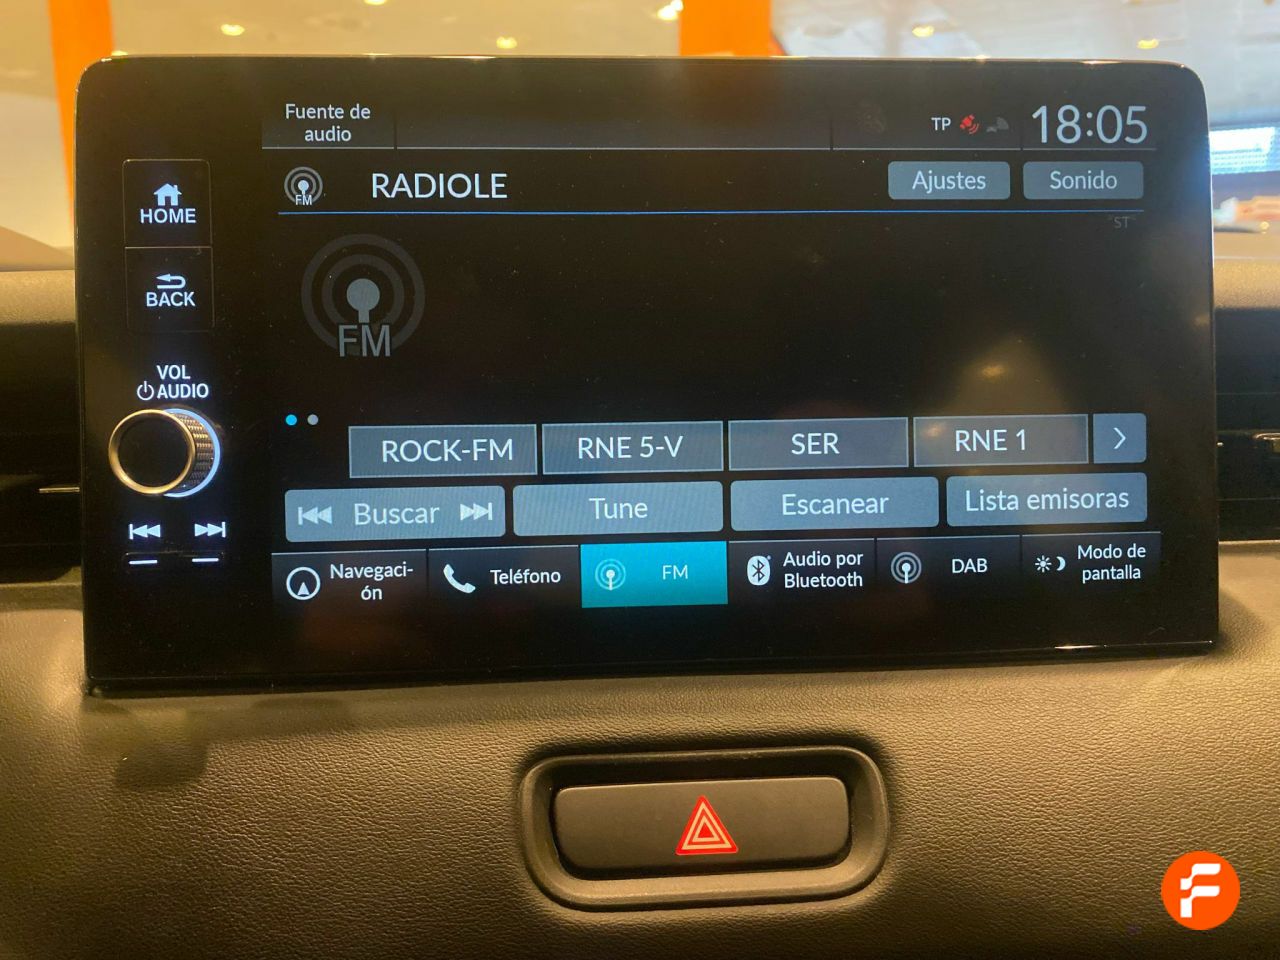 Fuente de
audio
TP
18:05
FM
RADIOLE
Ajustes
Sonido
ST
HOME
BACK
FM
VOL
AUDIO
ROCK-FM
RNE 5-V
SER
RNE 1
Buscar
Tune
Escanear
Lista emisoras
Navegaci-
ón
Teléfono
FM
Audio por
Bluetooth
DAB
Modo de
pantalla
F